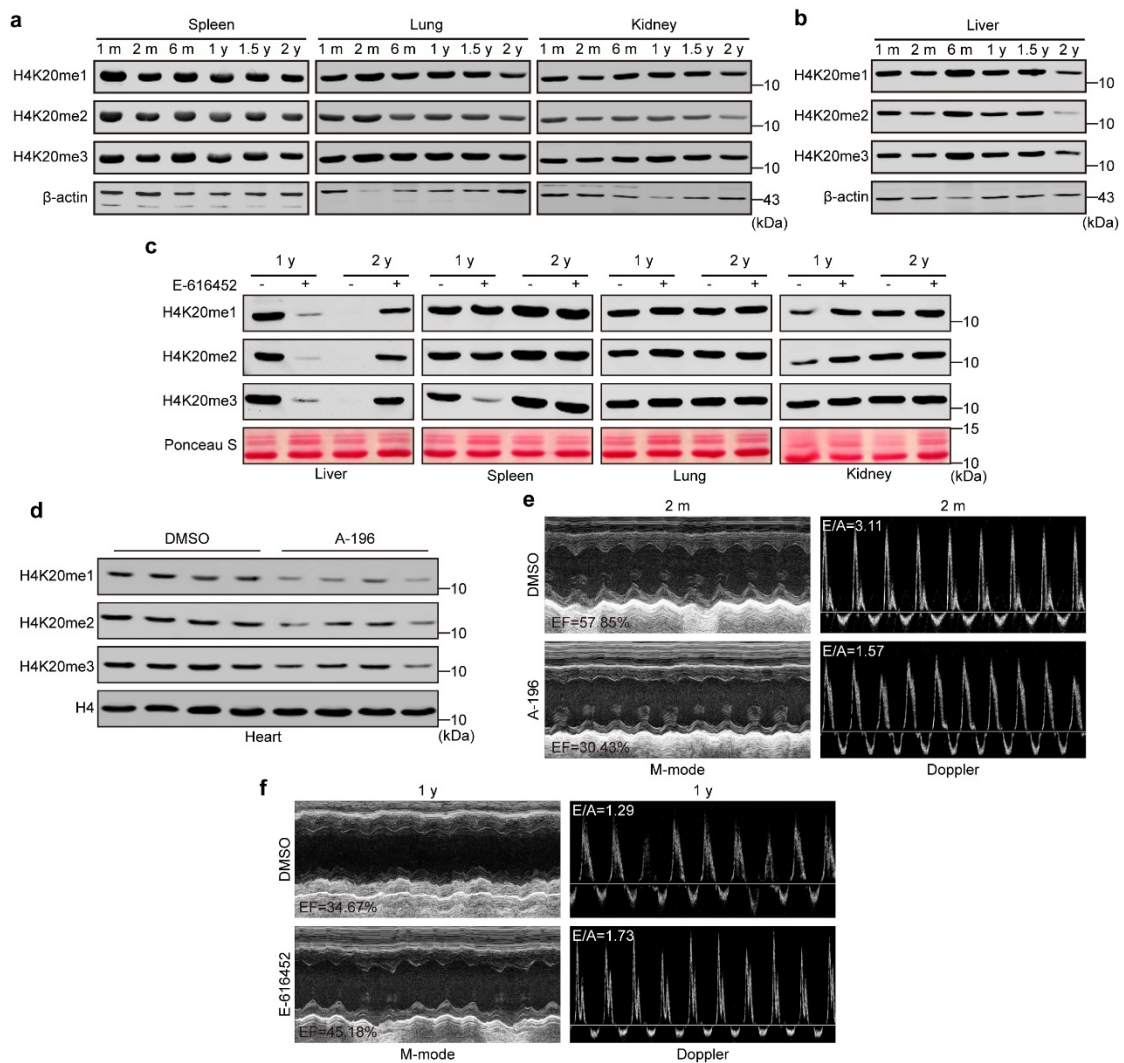 a
Spleen Lung Kidney
1 m 2 m 6 m 1 y 1.5 y 2 y 1 m 2 m 6 m 1 y 1.5 y 2 y 1 m 2 m 6 m 1 y 1.5 y 2 y
H4K20me1 10
H4K20me2 10
H4K20me3 10
β-actin 43
(kDa)
b
Liver
1 m 2 m 6 m 1 y 1.5 y 2 y
H4K20me1 10
H4K20me2 10
H4K20me3 10
β-actin 43
(kDa)
c
1 y 2 y 1 y 2 y 1 y 2 y 1 y 2 y
E-616452 - + - + - + - + - + - + - + - +
H4K20me1 10
H4K20me2 10
H4K20me3 10
Ponceau S 15
10
Liver Spleen Lung Kidney (kDa)
d
DMSO A-196
H4K20me1 10
H4K20me2 10
H4K20me3 10
H4 10
Heart (kDa)
e
2 m 2 m
DMSO
EF=57.85%
E/A=3.11
A-196
EF=30.43%
E/A=1.57
M-mode Doppler
f
1 y 1 y
DMSO
EF=34.67%
E/A=1.29
E-616452
EF=45.18%
E/A=1.73
M-mode Doppler